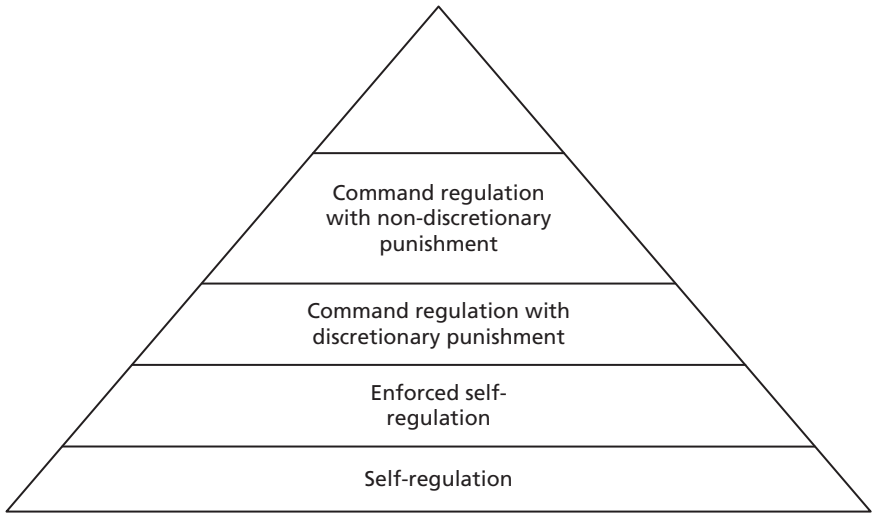 Command regulation
with non-discretionary
punishment
Command regulation with
discretionary punishment
Enforced self-
regulation
Self-regulation